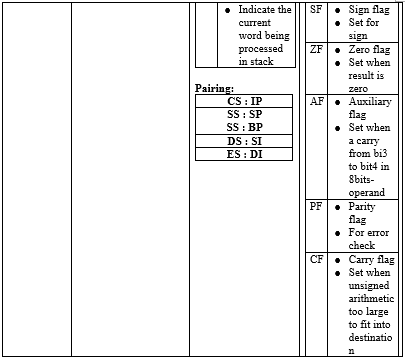 ● Indicate the
current
word being
processed
in stack
Pairing:
CS : IP
SS : SP
SS : BP
DS : SI
ES : DI
SF ● Sign flag
● Set for
sign
ZF ● Zero flag
● Set when
result is
zero
AF ● Auxiliary
flag
● Set when
a carry
from bi3
to bit4 in
8bits-
operand
PF ● Parity
flag
● For error
check
CF ● Carry flag
● Set when
unsigned
arithmetic
too large
to fit into
destinatio
n